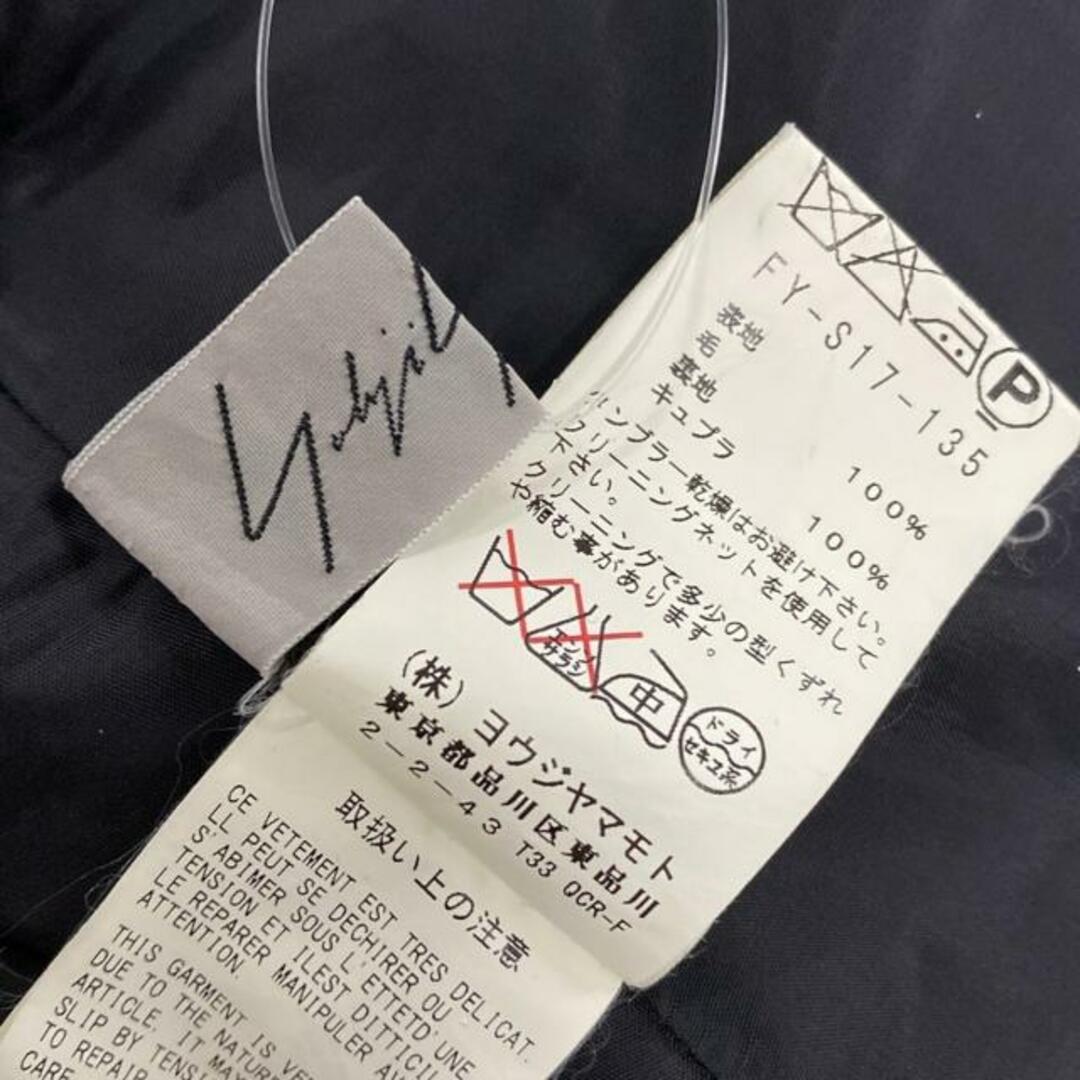 Yohji
P
FY-S17-135
表地
毛 100%
裏地
キュプラ 100%
タンブラー乾燥はお避け下さい。
クリーニングネットを使用して
下さい。
クリーニングで多少の型くずれ
や縮む事があります。
エンソ
サラシ
中
ドライ
セキユ系
(株) ヨウジヤマモト
東京都品川区東品川
2-2-43 T33 QCR-F
取扱い上の注意
CE VETEMENT EST TRES DELICAT.
LL PEUT SE DECHIRER OU
S'ABIMER SOUS L'ETTETD'UNE
TENSION ET ILEST DITTICIL
LE REPARER MANIPULER AV
ATTENTION.
THIS GARMENT IS VE
DUE TO THE NATURE
ARTICLE, IT MAY
SLIP BY TENS
TO REPAIR
CARE